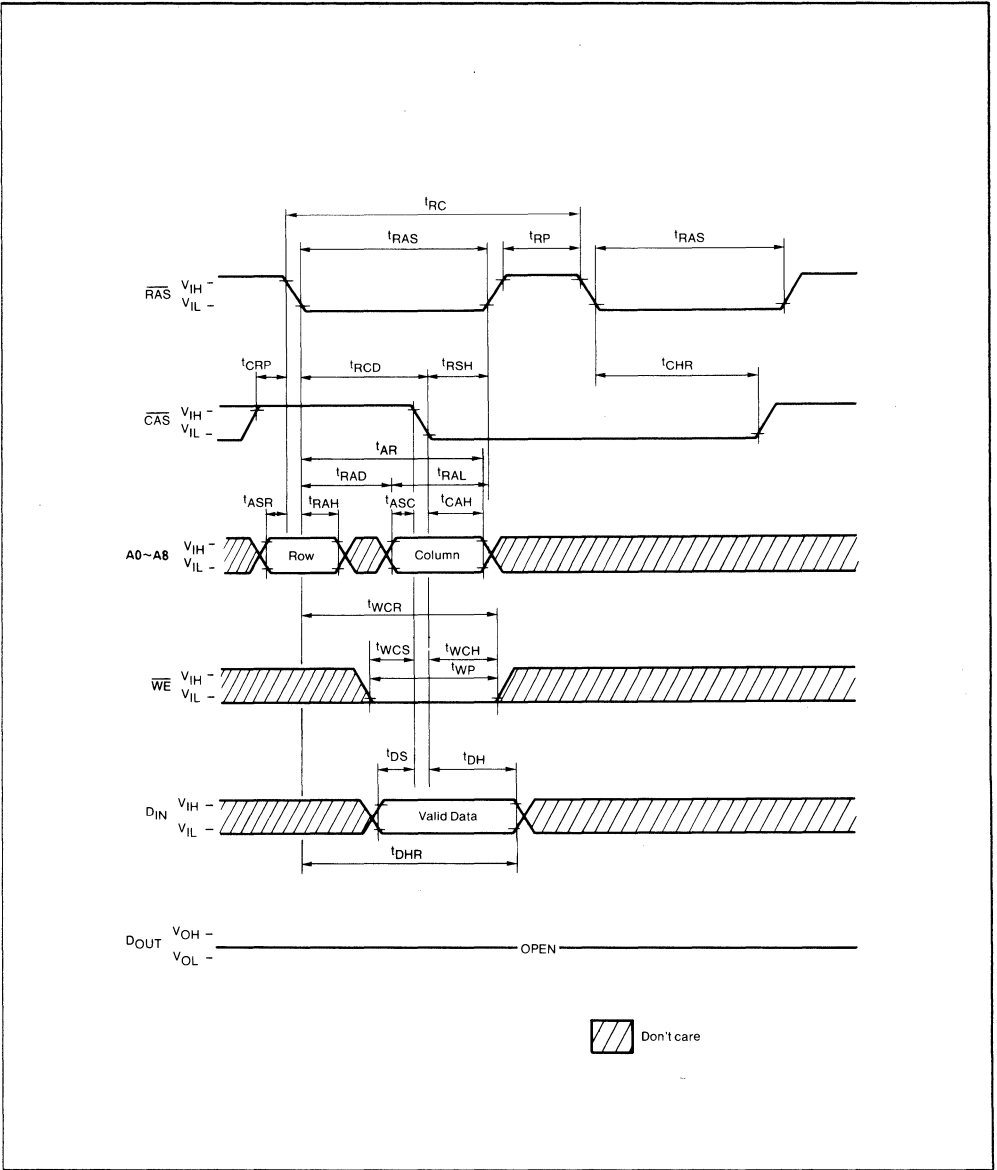 tRC
tRAS tRP tRAS
RAS VIH –
VIL –
tCRP tRCD tRSH tCHR
CAS VIH –
VIL –
tAR
tRAD tRAL
tASR tRAH tASC tCAH
A0~A8 VIH – Row Column
VIL –
tWCR
tWCS tWCH
tWP
WE VIH –
VIL –
tDS tDH
DIN VIH – Valid Data
VIL –
tDHR
DOUT VOH –
OPEN
VOL –
Don't care